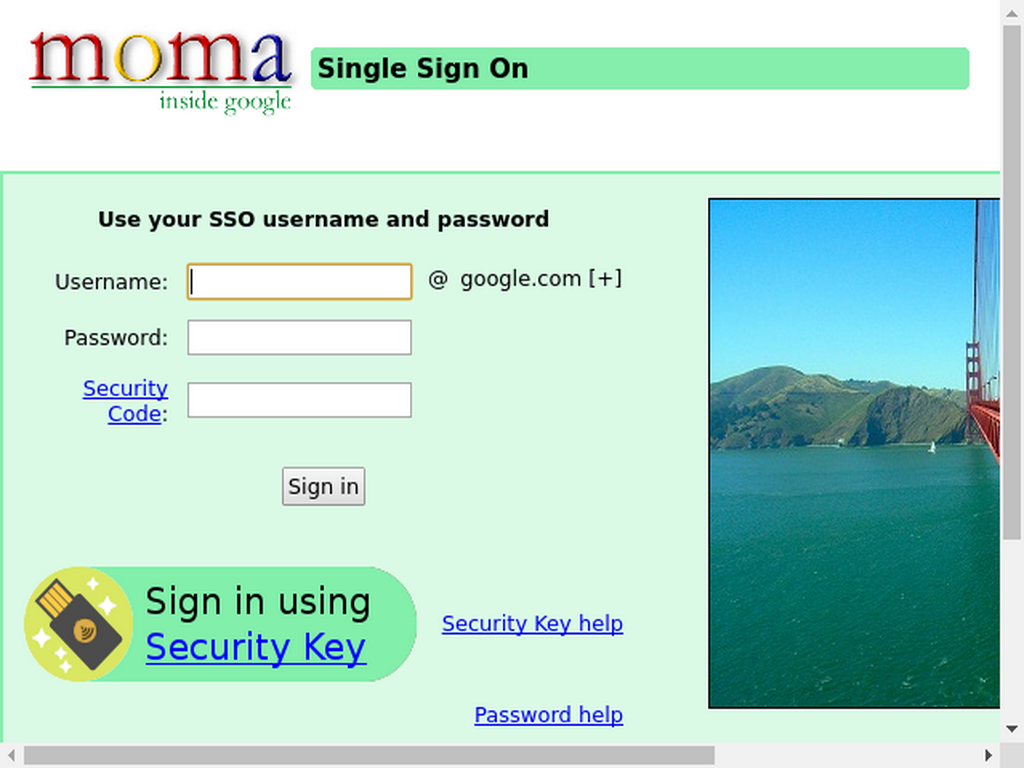 moma
inside google
Single Sign On
Use your SSO username and password
Username:
@ google.com [+]
Password:
Security
Code:
Sign in
Sign in using
Security Key
Security Key help
Password help